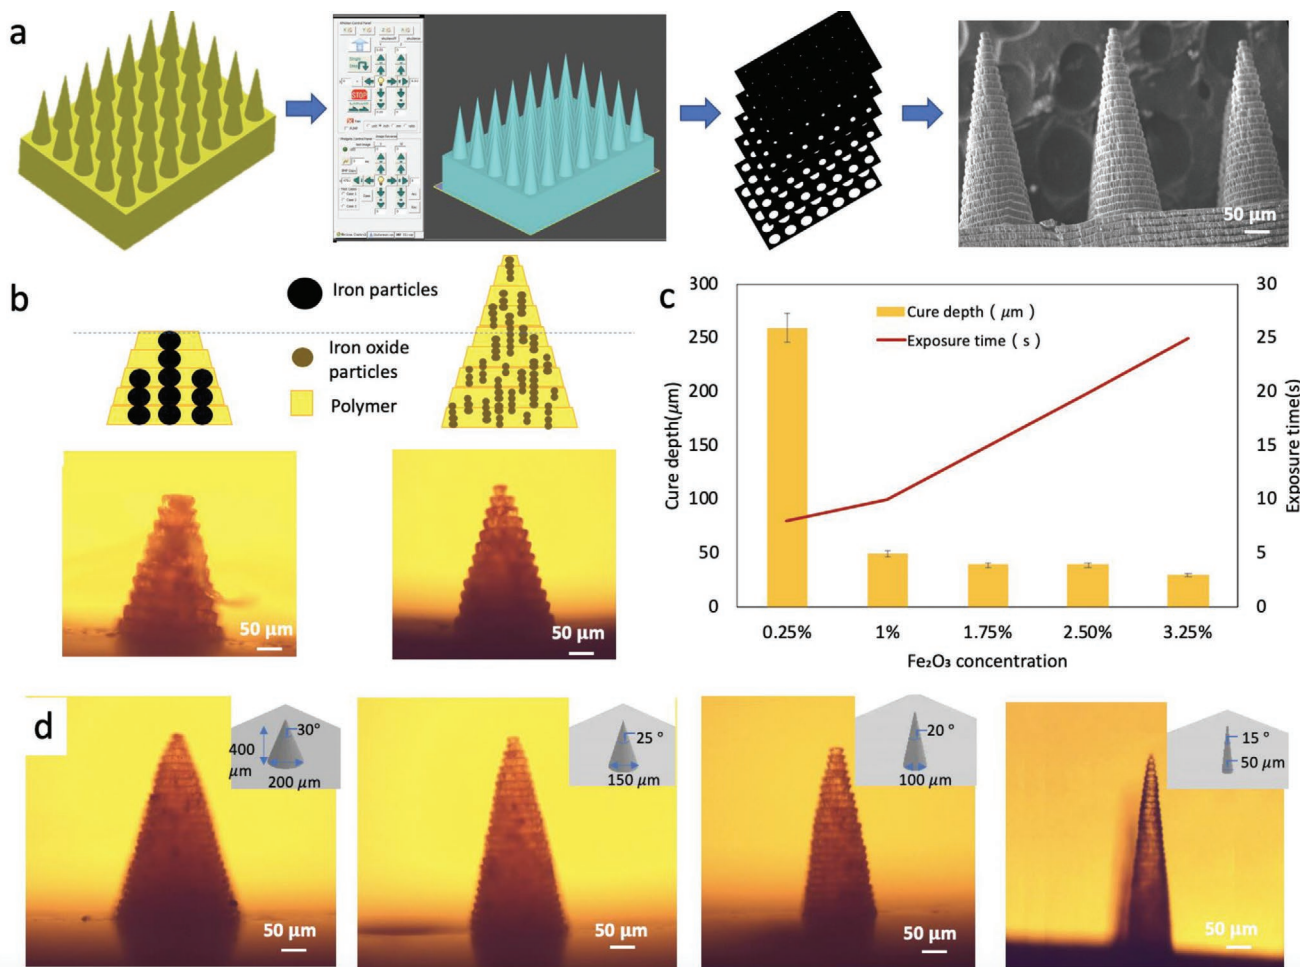 a
STOP
50 μm
b
Iron particles
Iron oxide
particles
Polymer
50 μm
50 μm
c
300
250
200
150
100
50
0
Cure depth(μm)
Cure depth ( μm )
Exposure time ( s )
30
25
20
15
10
5
0
Exposure time(s)
0.25%
1%
1.75%
2.50%
3.25%
Fe₂O₃ concentration
d
30°
400
μm
200 μm
50 μm
25 °
150 μm
50 μm
20 °
100 μm
50 μm
15 °
50 μm
50 μm